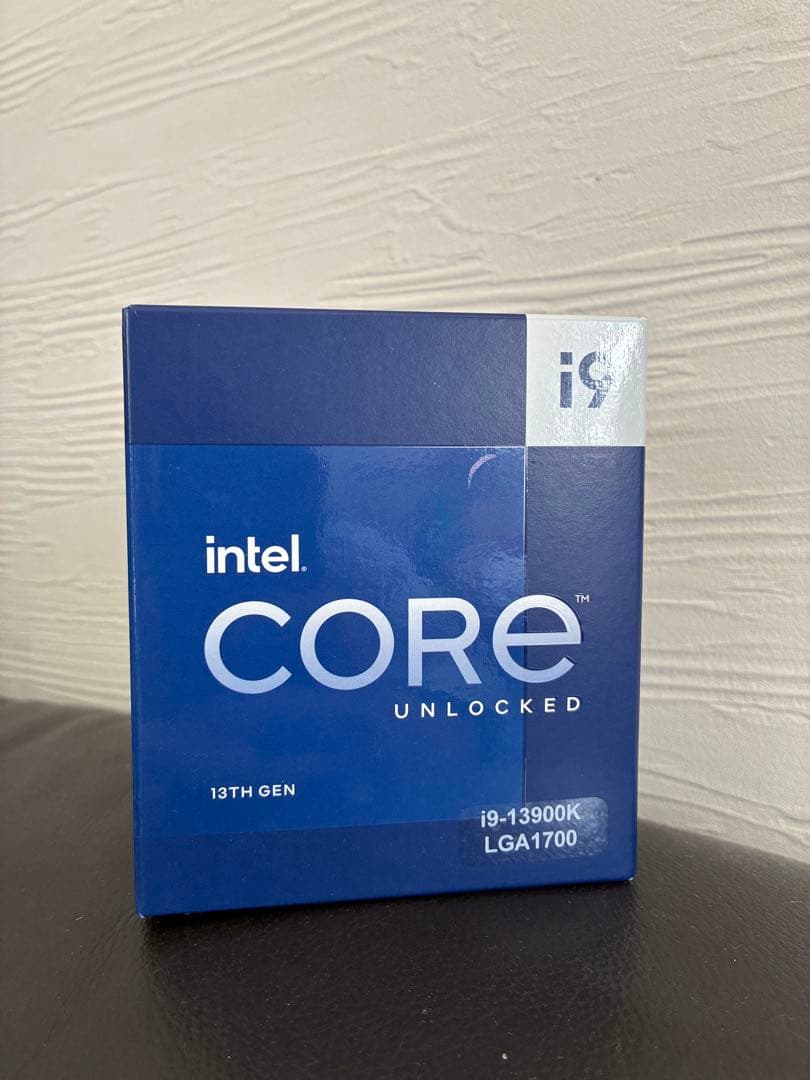 i9
intel.
CORe™
UNLOCKED
13TH GEN
i9-13900K
LGA1700